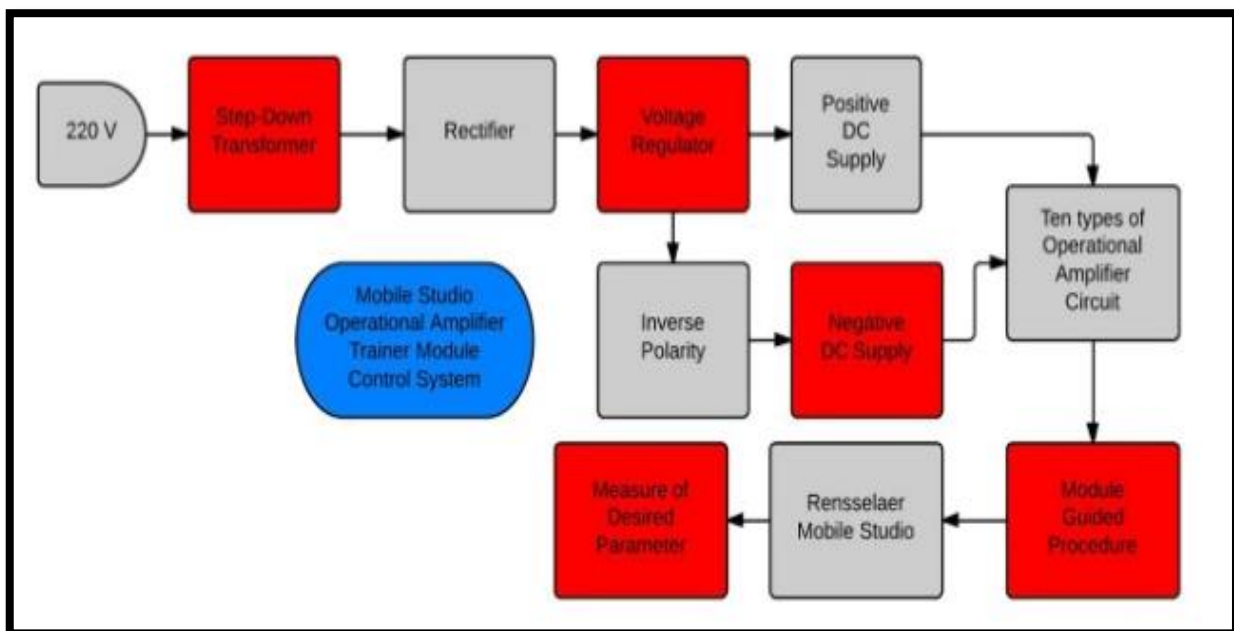 220 V
Step-Down
Transformer
Rectifier
Voltage
Regulator
Positive
DC
Supply
Ten types of
Operational
Amplifier
Circuit
Mobile Studio
Operational Amplifier
Trainer Module
Control System
Inverse
Polarity
Negative
DC Supply
Measure of
Desired
Parameter
Rensselaer
Mobile Studio
Module
Guided
Procedure